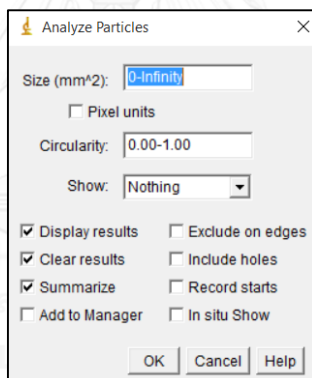 Analyze Particles
Size (mm^2): 0-Infinity
Pixel units
Circularity: 0.00-1.00
Show: Nothing
Display results Exclude on edges
Clear results Include holes
Summarize Record starts
Add to Manager In situ Show
OK Cancel Help